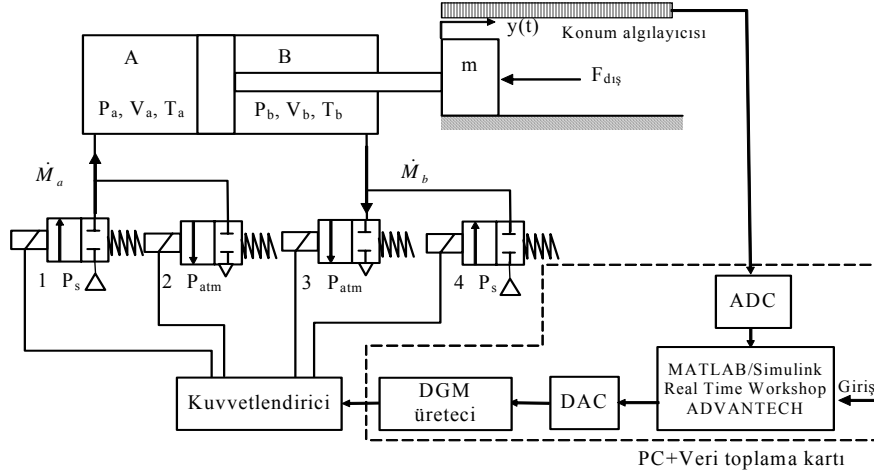 y(t)
Konum algılayıcısı
A
B
m
F dış
P_a, V_a, T_a
P_b, V_b, T_b
Ṁ_a
Ṁ_b
1
P_s
2
P_atm
3
P_atm
4
P_s
ADC
MATLAB/Simulink
Real Time Workshop
ADVANTECH
Giriş
Kuvvetlendirici
DGM
üreteci
DAC
PC+Veri toplama kartı